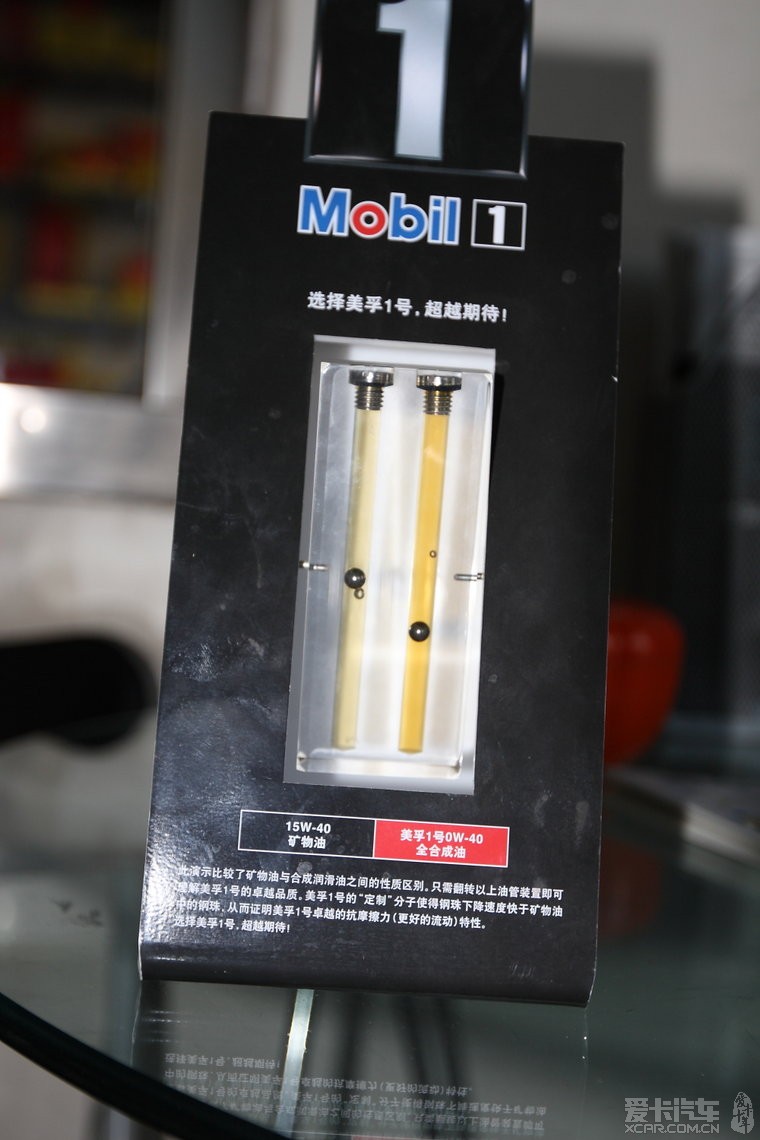 1
Mobil 1
选择美孚1号，超越期待！
15W-40
矿物油
美孚1号0W-40
全合成油
此演示比较了矿物油与合成润滑油之间的性质区别。只需翻转以上油管装置即可
了解美孚1号的卓越品质。美孚1号的“定制”分子使得钢珠下降速度快于矿物油
中的钢珠，从而证明美孚1号卓越的抗摩擦力（更好的流动）特性。
选择美孚1号，超越期待！
爱卡汽车
XCAR.COM.CN